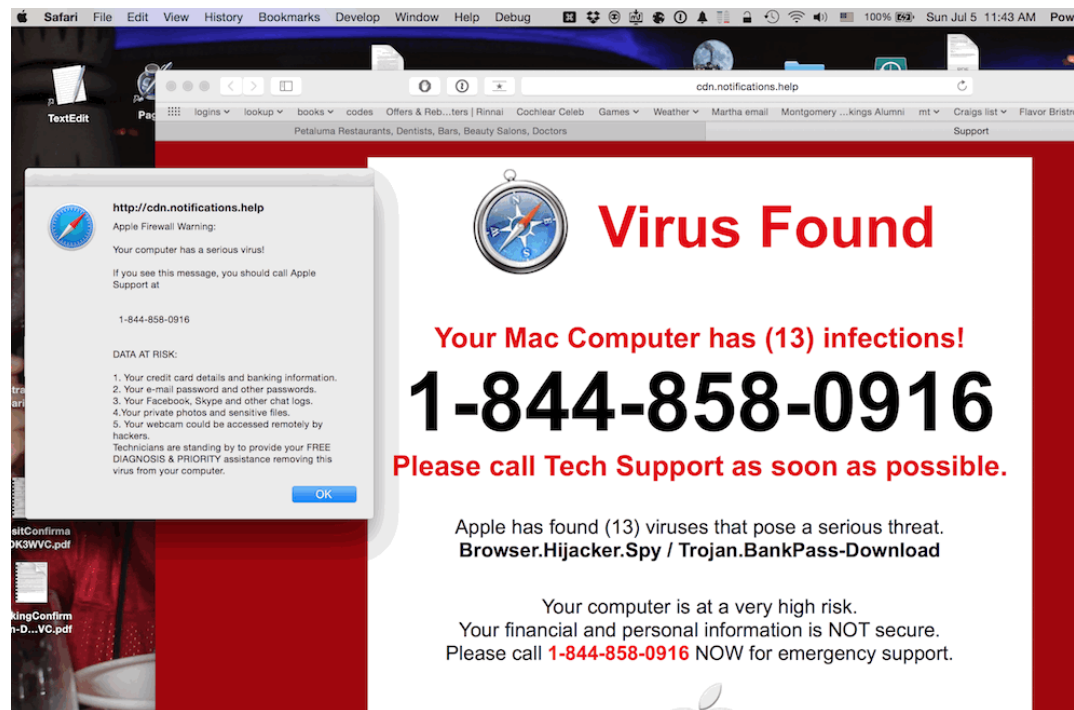 Safari File Edit View History Bookmarks Develop Window Help Debug 100% Sun Jul 5 11:43 AM Pow
TextEdit
Pag
cdn.notifications.help
logins lookup books codes Offers & Reb...ters | Rinnai Cochlear Celeb Games Weather Martha email Montgomery ...kings Alumni mt Craigs list Flavor Bristr
Petaluma Restaurants, Dentists, Bars, Beauty Salons, Doctors Support
http://cdn.notifications.help
Apple Firewall Warning:
Your computer has a serious virus!
If you see this message, you should call Apple
Support at
1-844-858-0916
DATA AT RISK:
1. Your credit card details and banking information.
2. Your e-mail password and other passwords.
3. Your Facebook, Skype and other chat logs.
4.Your private photos and sensitive files.
5. Your webcam could be accessed remotely by
hackers.
Technicians are standing by to provide your FREE
DIAGNOSIS & PRIORITY assistance removing this
virus from your computer.
OK
Virus Found
Your Mac Computer has (13) infections!
1-844-858-0916
Please call Tech Support as soon as possible.
Apple has found (13) viruses that pose a serious threat.
Browser.Hijacker.Spy / Trojan.BankPass-Download
Your computer is at a very high risk.
Your financial and personal information is NOT secure.
Please call 1-844-858-0916 NOW for emergency support.
sitConfirma
OK3WVC.pdf
kingConfirm
n-D...VC.pdf